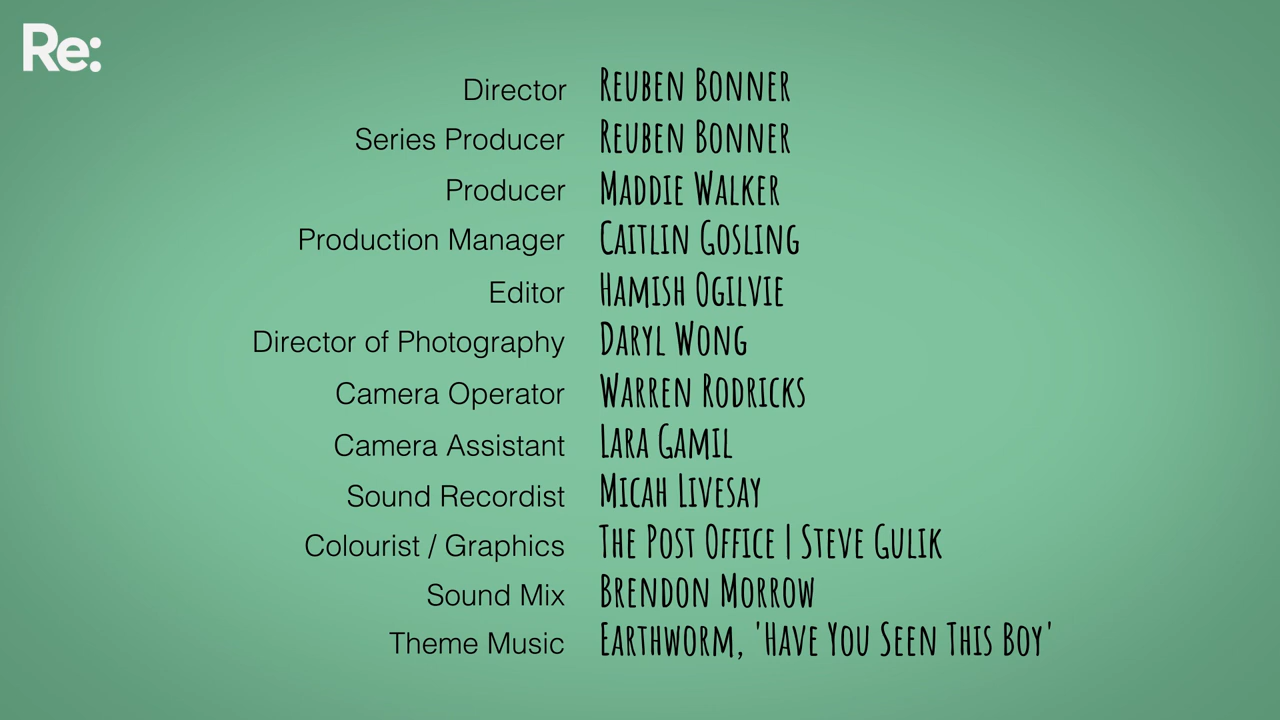 Re:
Director REUBEN BONNER
Series Producer REUBEN BONNER
Producer MADDIE WALKER
Production Manager CAITLIN GOSLING
Editor HAMISH OGILVIE
Director of Photography DARYL WONG
Camera Operator WARREN RODRICKS
Camera Assistant LARA GAMIL
Sound Recordist MICAH LIVESAY
Colourist / Graphics THE POST OFFICE | STEVE GULIK
Sound Mix BRENDON MORROW
Theme Music EARTHWORM, 'HAVE YOU SEEN THIS BOY'